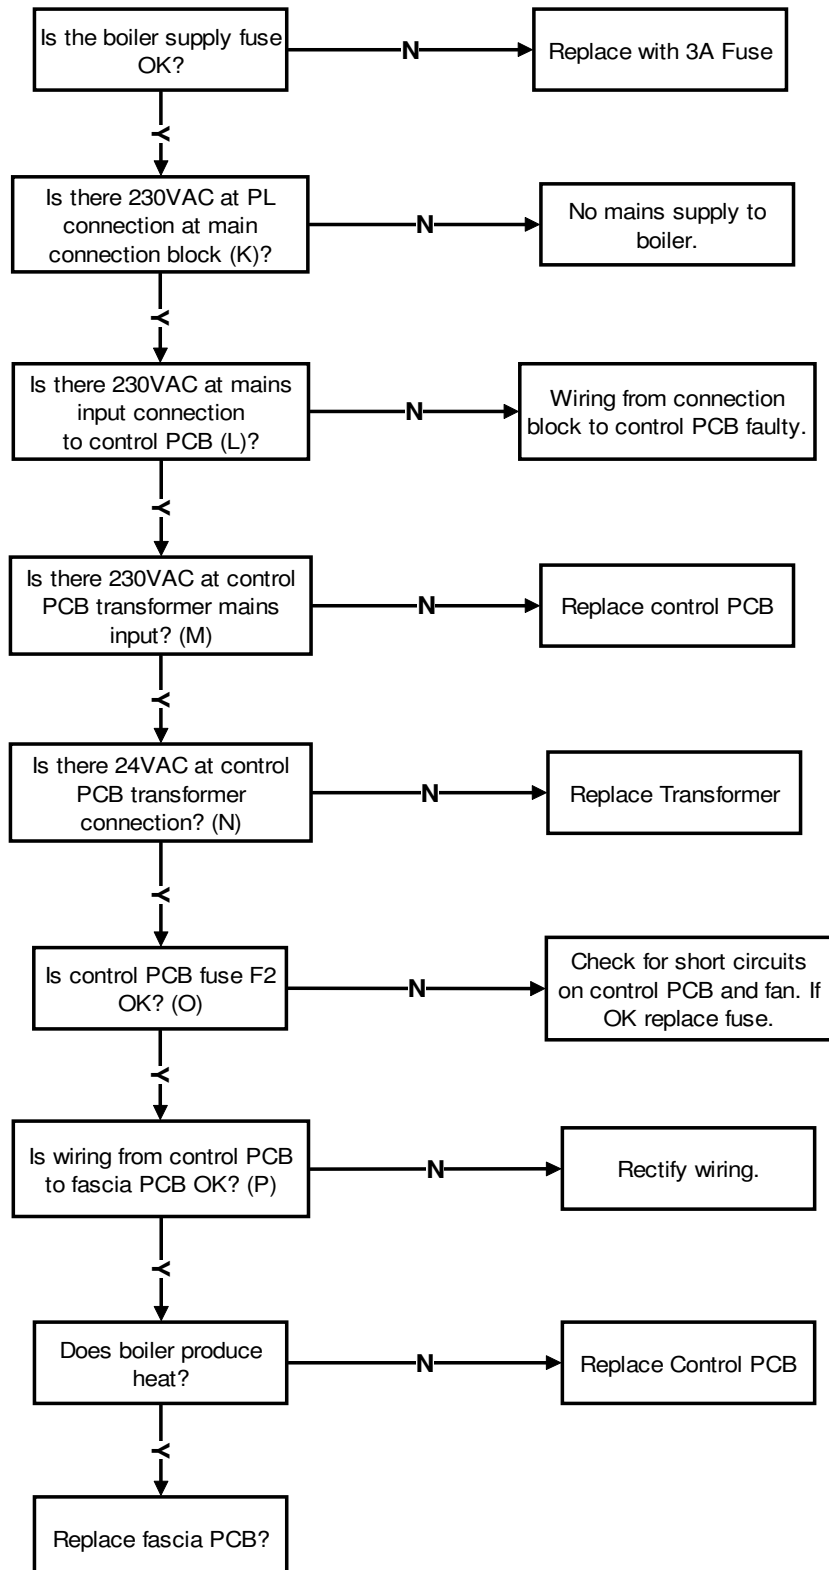 Is the boiler supply fuse
OK?
N
Replace with 3A Fuse
Y
Is there 230VAC at PL
connection at main
connection block (K)?
N
No mains supply to
boiler.
Y
Is there 230VAC at mains
input connection
to control PCB (L)?
N
Wiring from connection
block to control PCB faulty.
Y
Is there 230VAC at control
PCB transformer mains
input? (M)
N
Replace control PCB
Y
Is there 24VAC at control
PCB transformer
connection? (N)
N
Replace Transformer
Y
Is control PCB fuse F2
OK? (O)
N
Check for short circuits
on control PCB and fan. If
OK replace fuse.
Y
Is wiring from control PCB
to fascia PCB OK? (P)
N
Rectify wiring.
Y
Does boiler produce
heat?
N
Replace Control PCB
Y
Replace fascia PCB?